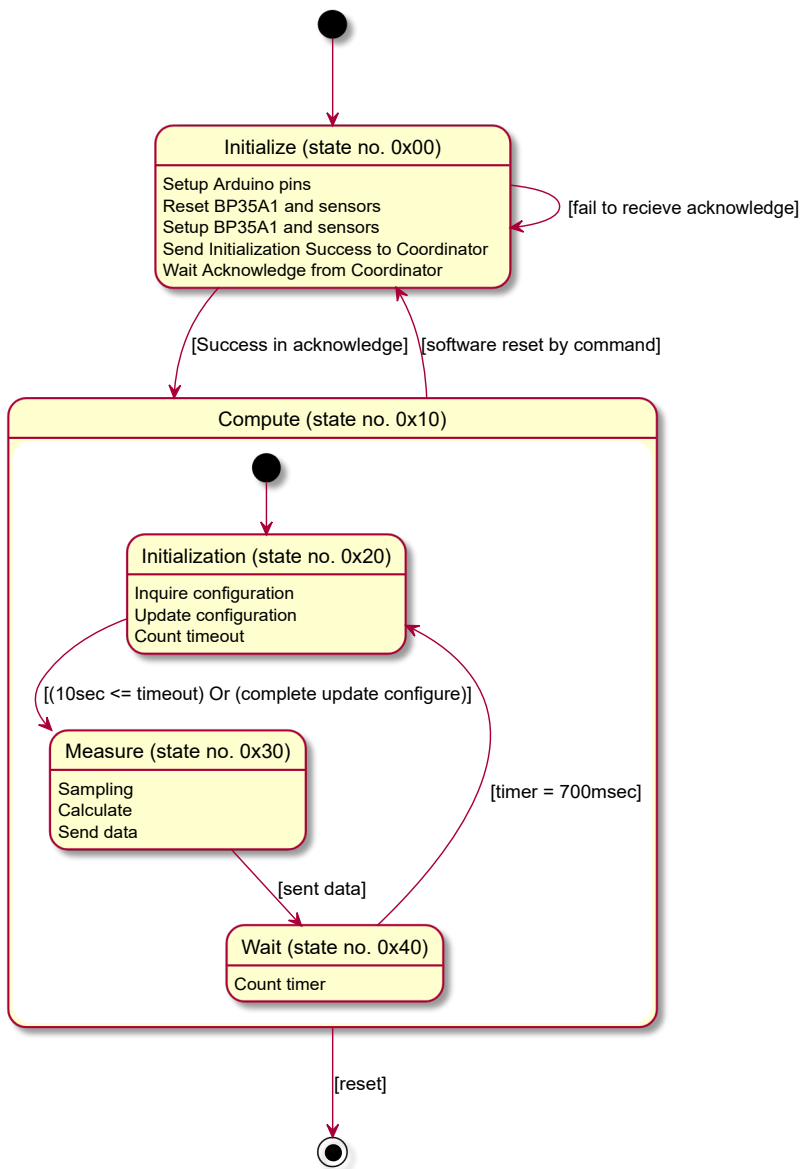 Initialize (state no. 0x00)
Setup Arduino pins
Reset BP35A1 and sensors
Setup BP35A1 and sensors
Send Initialization Success to Coordinator
Wait Acknowledge from Coordinator
[fail to recieve acknowledge]
[Success in acknowledge]
[software reset by command]
Compute (state no. 0x10)
Initialization (state no. 0x20)
Inquire configuration
Update configuration
Count timeout
[(10sec <= timeout) Or (complete update configure)]
Measure (state no. 0x30)
Sampling
Calculate
Send data
[timer = 700msec]
[sent data]
Wait (state no. 0x40)
Count timer
[reset]